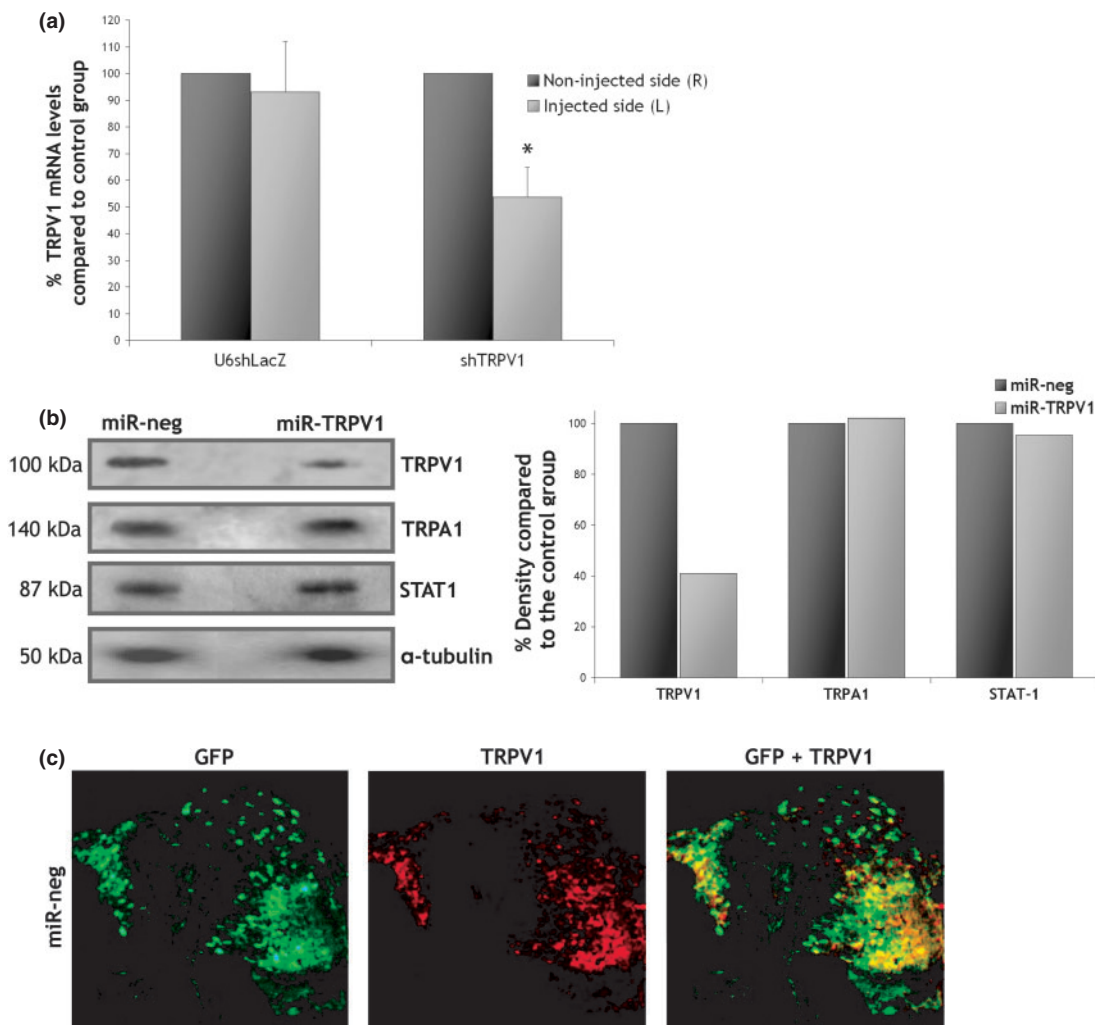 (a)
% TRPV1 mRNA levels
compared to control group
120
110
100
90
80
70
60
50
40
30
20
10
0
Non-injected side (R)
Injected side (L)
*
U6shLacZ
shTRPV1
(b)
miR-neg
miR-TRPV1
100 kDa
TRPV1
140 kDa
TRPA1
87 kDa
STAT1
50 kDa
α-tubulin
miR-neg
miR-TRPV1
% Density compared
to the control group
100
80
60
40
20
0
TRPV1
TRPA1
STAT-1
(c)
GFP
TRPV1
GFP + TRPV1
miR-neg